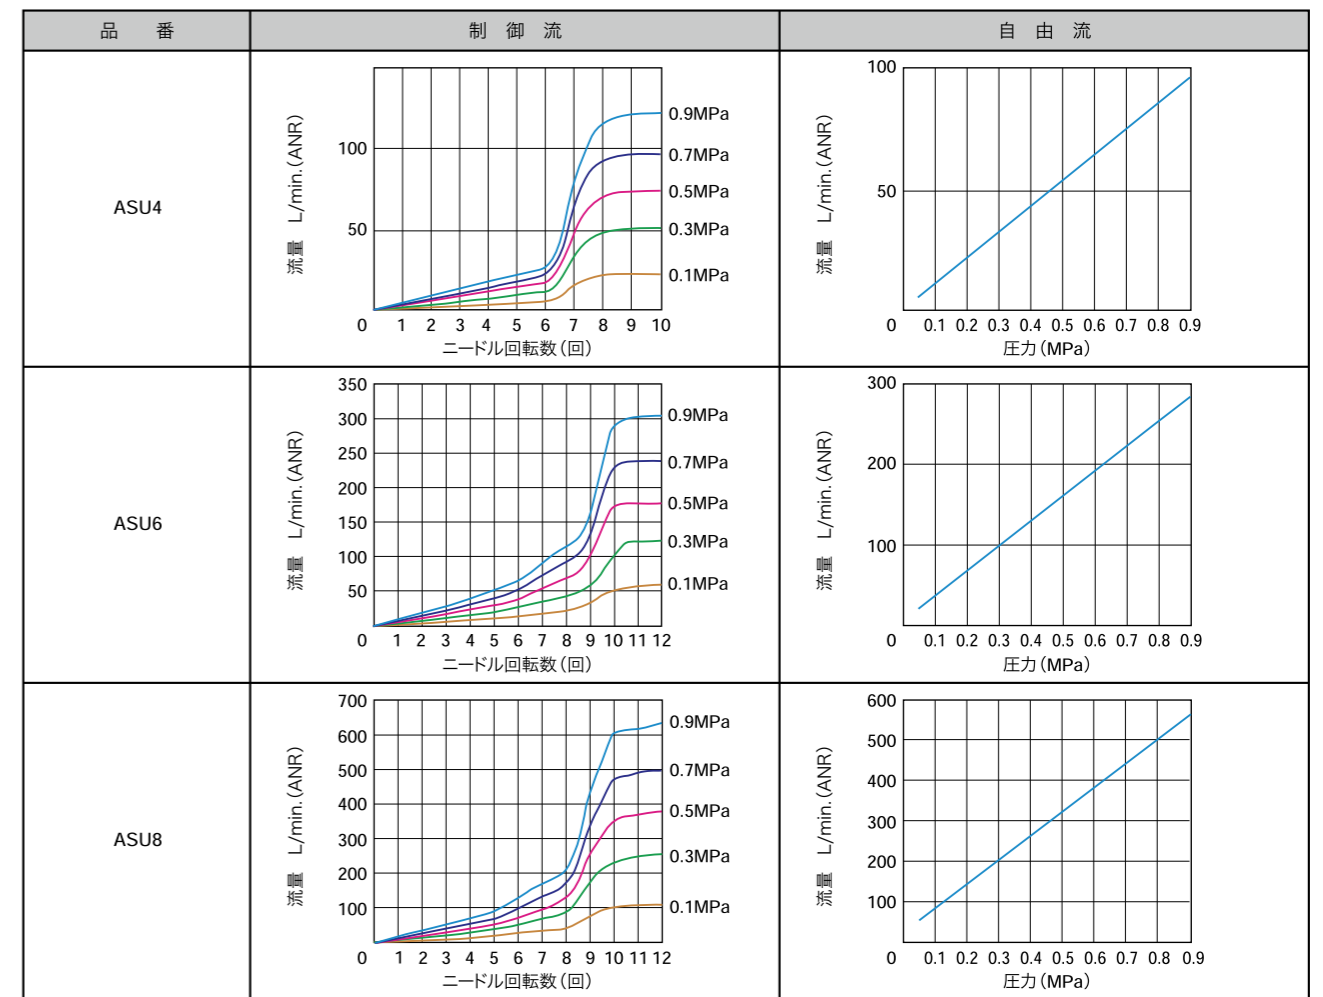 品 番 制 御 流 自 由 流
ASU4
流量 L/min.(ANR)
100
50
0 1 2 3 4 5 6 7 8 9 10
ニードル回転数(回)
0.9MPa
0.7MPa
0.5MPa
0.3MPa
0.1MPa
流量 L/min.(ANR)
100
50
0 0.1 0.2 0.3 0.4 0.5 0.6 0.7 0.8 0.9
圧力(MPa)
ASU6
流量 L/min.(ANR)
350
300
250
200
150
100
50
0 1 2 3 4 5 6 7 8 9 10 11 12
ニードル回転数(回)
0.9MPa
0.7MPa
0.5MPa
0.3MPa
0.1MPa
流量 L/min.(ANR)
300
200
100
0 0.1 0.2 0.3 0.4 0.5 0.6 0.7 0.8 0.9
圧力(MPa)
ASU8
流量 L/min.(ANR)
700
600
500
400
300
200
100
0 1 2 3 4 5 6 7 8 9 10 11 12
ニードル回転数(回)
0.9MPa
0.7MPa
0.5MPa
0.3MPa
0.1MPa
流量 L/min.(ANR)
600
500
400
300
200
100
0 0.1 0.2 0.3 0.4 0.5 0.6 0.7 0.8 0.9
圧力(MPa)